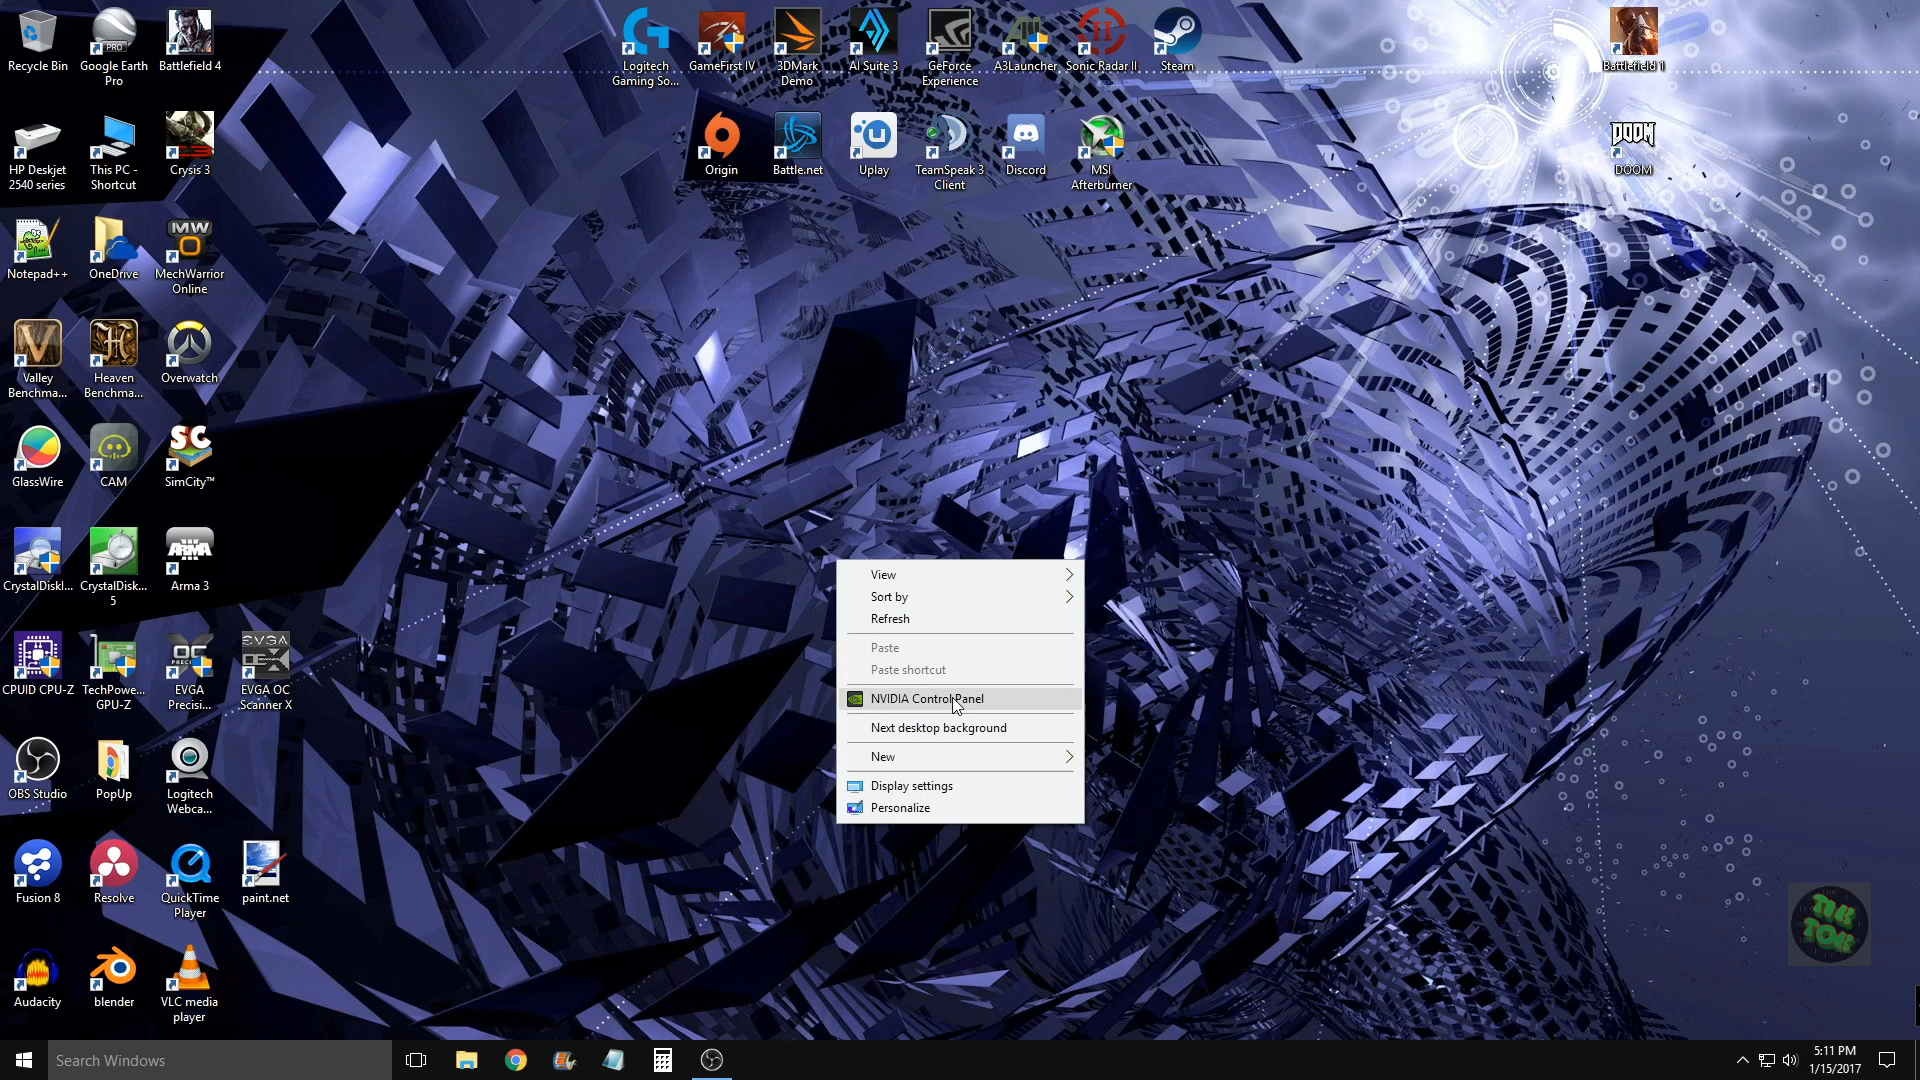 Recycle Bin
Google Earth
Pro
Battlefield 4
Logitech
Gaming So...
GameFirst IV
3DMark
Demo
AI Suite 3
GeForce
Experience
A3Launcher
Sonic Radar II
Steam
Battlefield 1
HP Deskjet
2540 series
This PC -
Shortcut
Crysis 3
Origin
Battle.net
Uplay
TeamSpeak 3
Client
Discord
MSI
Afterburner
DOOM
DOOM
Notepad++
OneDrive
MechWarrior
Online
Valley
Benchma...
Heaven
Benchma...
Overwatch
GlassWire
CAM
SimCity™
CrystalDiskI...
CrystalDisk...
5
Arma 3
CPUID CPU-Z
TechPowe...
GPU-Z
EVGA
Precisi...
EVGA OC
Scanner X
OBS Studio
PopUp
Logitech
Webca...
Fusion 8
Resolve
QuickTime
Player
paint.net
Audacity
blender
VLC media
player
View
Sort by
Refresh
Paste
Paste shortcut
NVIDIA Control Panel
Next desktop background
New
Display settings
Personalize
TIK
TOK
Search Windows
5:11 PM
1/15/2017